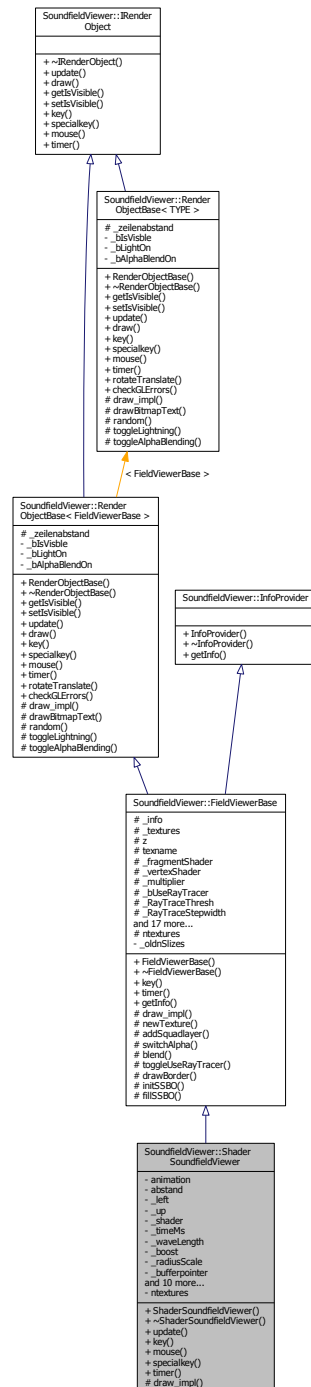 SoundfieldViewer::IRender
Object
+ ~IRenderObject()
+ update()
+ draw()
+ getIsVisible()
+ setIsVisible()
+ key()
+ specialkey()
+ mouse()
+ timer()
SoundfieldViewer::Render
ObjectBase< TYPE >
# _zeilenabstand
- _bIsVisble
- _bLightOn
- _bAlphaBlendOn
+ RenderObjectBase()
+ ~RenderObjectBase()
+ getIsVisible()
+ setIsVisible()
+ update()
+ draw()
+ key()
+ specialkey()
+ mouse()
+ timer()
+ rotateTranslate()
+ checkGLErrors()
# draw_impl()
# drawBitmapText()
# random()
# toggleLightning()
# toggleAlphaBlending()
< FieldViewerBase >
SoundfieldViewer::Render
ObjectBase< FieldViewerBase >
# _zeilenabstand
- _bIsVisble
- _bLightOn
- _bAlphaBlendOn
+ RenderObjectBase()
+ ~RenderObjectBase()
+ getIsVisible()
+ setIsVisible()
+ update()
+ draw()
+ key()
+ specialkey()
+ mouse()
+ timer()
+ rotateTranslate()
+ checkGLErrors()
# draw_impl()
# drawBitmapText()
# random()
# toggleLightning()
# toggleAlphaBlending()
SoundfieldViewer::InfoProvider
+ InfoProvider()
+ ~InfoProvider()
+ getInfo()
SoundfieldViewer::FieldViewerBase
# _info
# _textures
# z
# texname
# _fragmentShader
# _vertexShader
# _multiplier
# _bUseRayTracer
# _RayTraceThresh
# _RayTraceStepwidth
and 17 more...
# ntextures
- _oldnSlizes
+ FieldViewerBase()
+ ~FieldViewerBase()
+ key()
+ timer()
+ getInfo()
# draw_impl()
# newTexture()
# addSquadlayer()
# switchAlpha()
# blend()
# toggleUseRayTracer()
# drawBorder()
# initSSBO()
# fillSSBO()
SoundfieldViewer::Shader
SoundfieldViewer
- animation
- abstand
- _left
- _up
- _shader
- _timeMs
- _waveLength
- _boost
- _radiusScale
- _bufferpointer
and 10 more...
- ntextures
+ ShaderSoundfieldViewer()
+ ~ShaderSoundfieldViewer()
+ update()
+ key()
+ mouse()
+ specialkey()
+ timer()
# draw_impl()